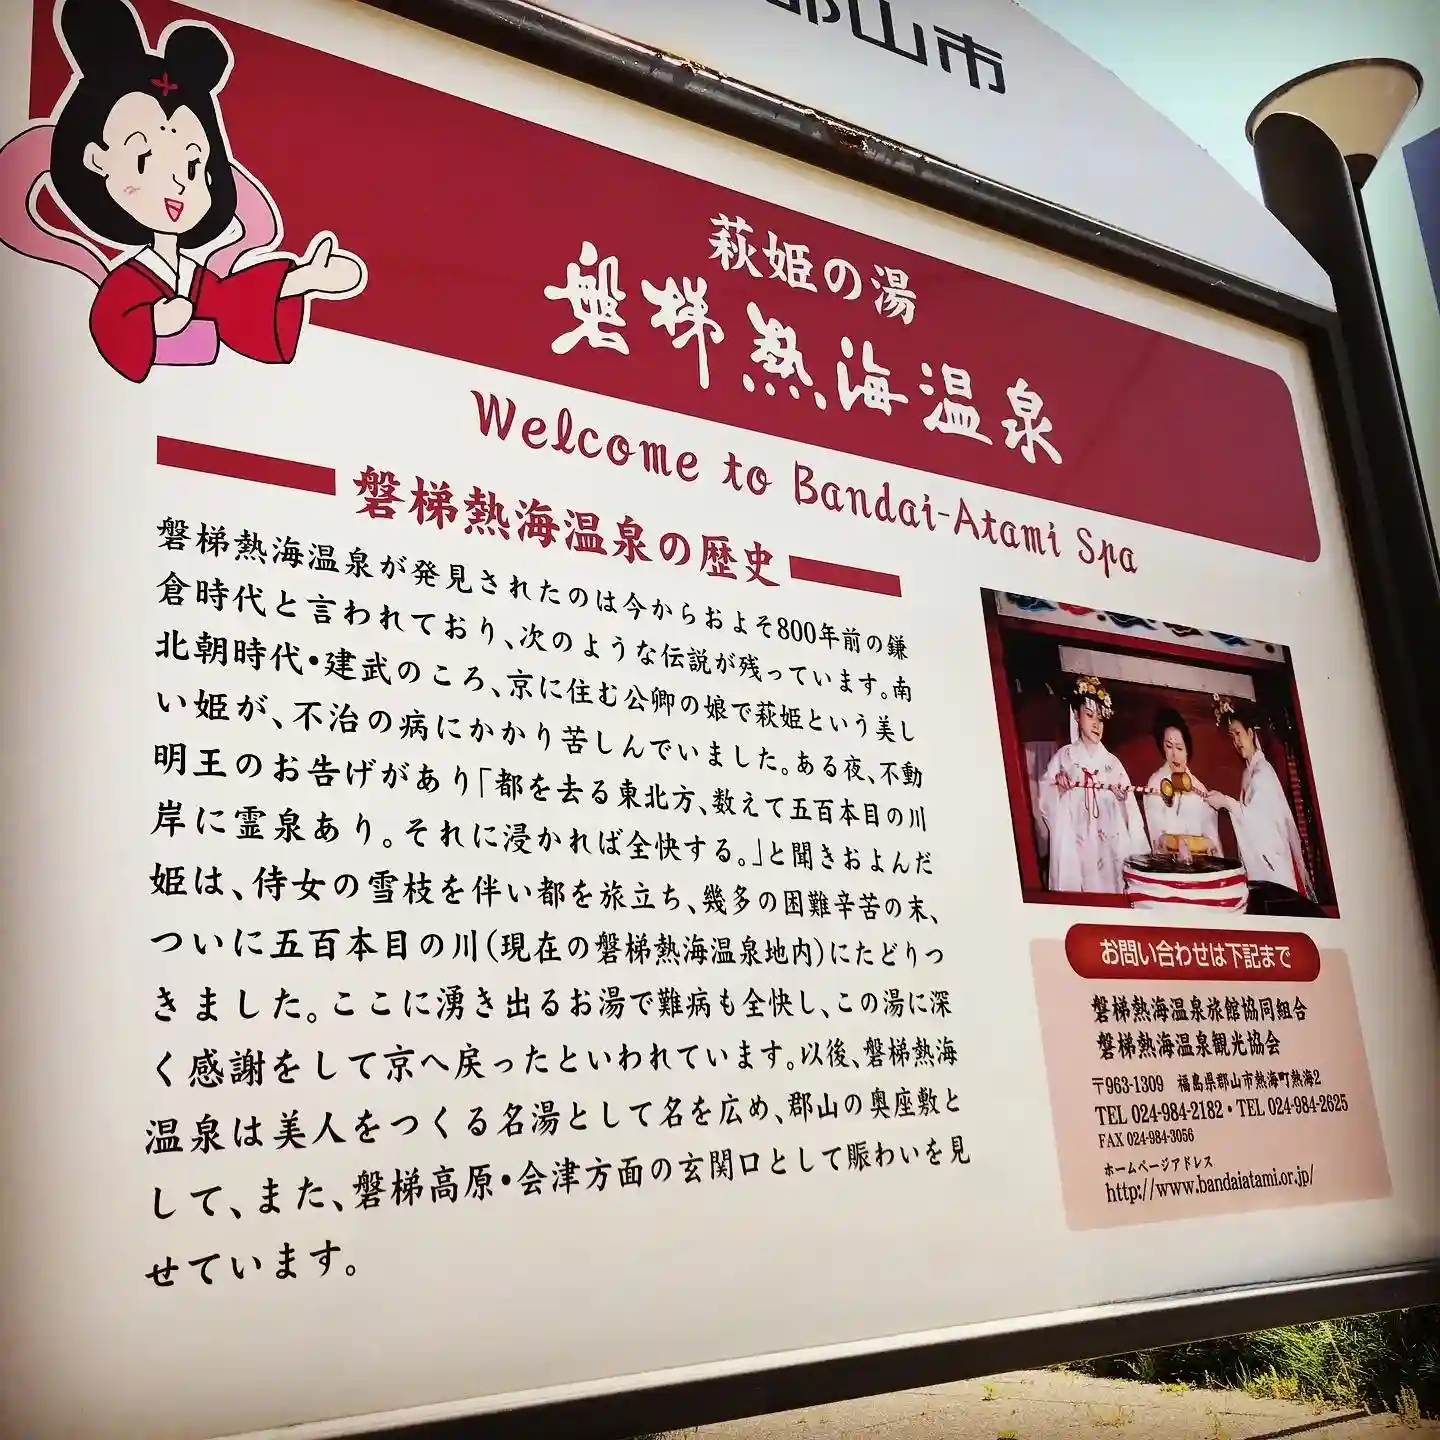 郡山市
萩姫の湯
磐梯熱海温泉
Welcome to Bandai-Atami Spa
磐梯熱海温泉の歴史
磐梯熱海温泉が発見されたのは今からおよそ800年前の鎌
倉時代と言われており、次のような伝説が残っています。南
北朝時代・建武のころ、京に住む公卿の娘で萩姫という美し
い姫が、不治の病にかかり苦しんでいました。ある夜、不動
明王のお告げがあり「都を去る東北方、数えて五百本目の川
岸に霊泉あり。それに浸かれば全快する。」と聞きおよんだ
姫は、侍女の雪枝を伴い都を旅立ち、幾多の困難辛苦の末、
ついに五百本目の川(現在の磐梯熱海温泉地内)にたどりつ
きました。ここに湧き出るお湯で難病も全快し、この湯に深
く感謝をして京へ戻ったといわれています。以後、磐梯熱海
温泉は美人をつくる名湯として名を広め、郡山の奥座敷と
して、また、磐梯高原・会津方面の玄関口として賑わいを見
せています。
お問い合わせは下記まで
磐梯熱海温泉旅館協同組合
磐梯熱海温泉観光協会
〒963-1309 福島県郡山市熱海町熱海2
TEL 024-984-2182・TEL 024-984-2625
FAX 024-984-3056
ホームページアドレス
http://www.bandaiatami.or.jp/